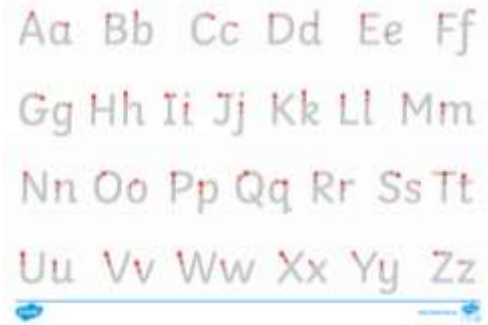 Aa Bb Cc Dd Ee Ff
Gg Hh Ii Jj Kk Ll Mm
Nn Oo Pp Qq Rr Ss Tt
Uu Vv Ww Xx Yy Zz